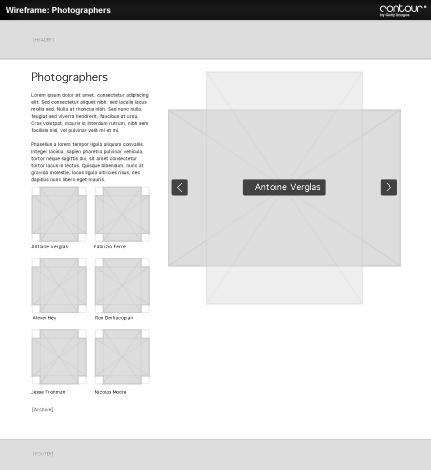 Wireframe: Photographers
contour
by Getty Images
[HEADER]
Photographers
Lorem ipsum dolor sit amet, consectetur adipiscing
elit. Sed consectetur aliquet nibh, sed iaculis lacus
mollis sed. Nulla at rhoncus nibh. Sed nunc nulla,
feugiat sed viverra hendrerit, faucibus at urna.
Cras volutpat, mauris in interdum rutrum, nibh sem
facilisis nisl, vel pulvinar velit mi et mi.
Phasellus a lorem tempor ligula aliquam convallis.
Integer lacinia, sapien pharetra pulvinar vehicula,
tortor neque sagittis dui, sit amet consectetur
tortor lacus in lectus. Quisque bibendum, nunc at
gravida molestie, lacus ligula ultricies risus, nec
dapibus nunc libero eget mauris.
Antoine Verglas
Antoine Verglas
Fabrizio Ferre
Alexei Hay
Ron Derhacopian
Jesse Frohman
Nicolas Moore
[Archive]
[FOOTER]